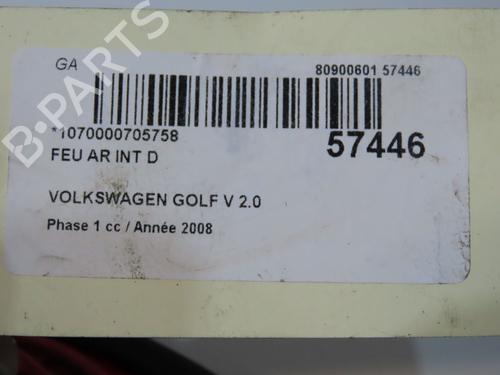 GA
80900601 57446
*1070000705758
57446
FEU AR INT D
VOLKSWAGEN GOLF V 2.0
Phase 1 cc / Année 2008
B-PARTS